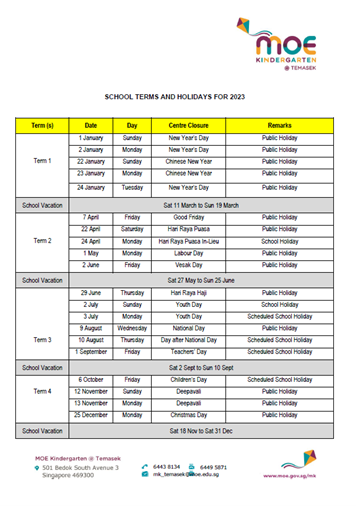 MOE
KINDERGARTEN
@ TEMASEK
SCHOOL TERMS AND HOLIDAYS FOR 2023
Term (s) Date Day Centre Closure Remarks
Term 1
1 January Sunday New Year's Day Public Holiday
2 January Monday New Year's Day Public Holiday
22 January Sunday Chinese New Year Public Holiday
23 January Monday Chinese New Year Public Holiday
24 January Tuesday New Year's Day Public Holiday
School Vacation Sat 11 March to Sun 19 March
Term 2
7 April Friday Good Friday Public Holiday
22 April Saturday Hari Raya Puasa Public Holiday
24 April Monday Hari Raya Puasa In-Lieu School Holiday
1 May Monday Labour Day Public Holiday
2 June Friday Vesak Day Public Holiday
School Vacation Sat 27 May to Sun 25 June
Term 3
29 June Thursday Hari Raya Haji Public Holiday
2 July Sunday Youth Day School Holiday
3 July Monday Youth Day Scheduled School Holiday
9 August Wednesday National Day Public Holiday
10 August Thursday Day after National Day Scheduled School Holiday
1 September Friday Teachers' Day Scheduled School Holiday
School Vacation Sat 2 Sept to Sun 10 Sept
Term 4
6 October Friday Children's Day Scheduled School Holiday
12 November Sunday Deepavali Public Holiday
13 November Monday Deepavali Public Holiday
25 December Monday Christmas Day Public Holiday
School Vacation Sat 18 Nov to Sat 31 Dec
MOE Kindergarten @ Temasek
501 Bedok South Avenue 3
Singapore 469300
6443 8134 6449 5871
mk_temasek@moe.edu.sg
www.moe.gov.sg/mk